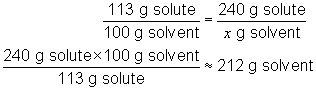 113 g solute / 100 g solvent = 240 g solute / x g solvent
240 g solute×100 g solvent / 113 g solute ≈ 212 g solvent